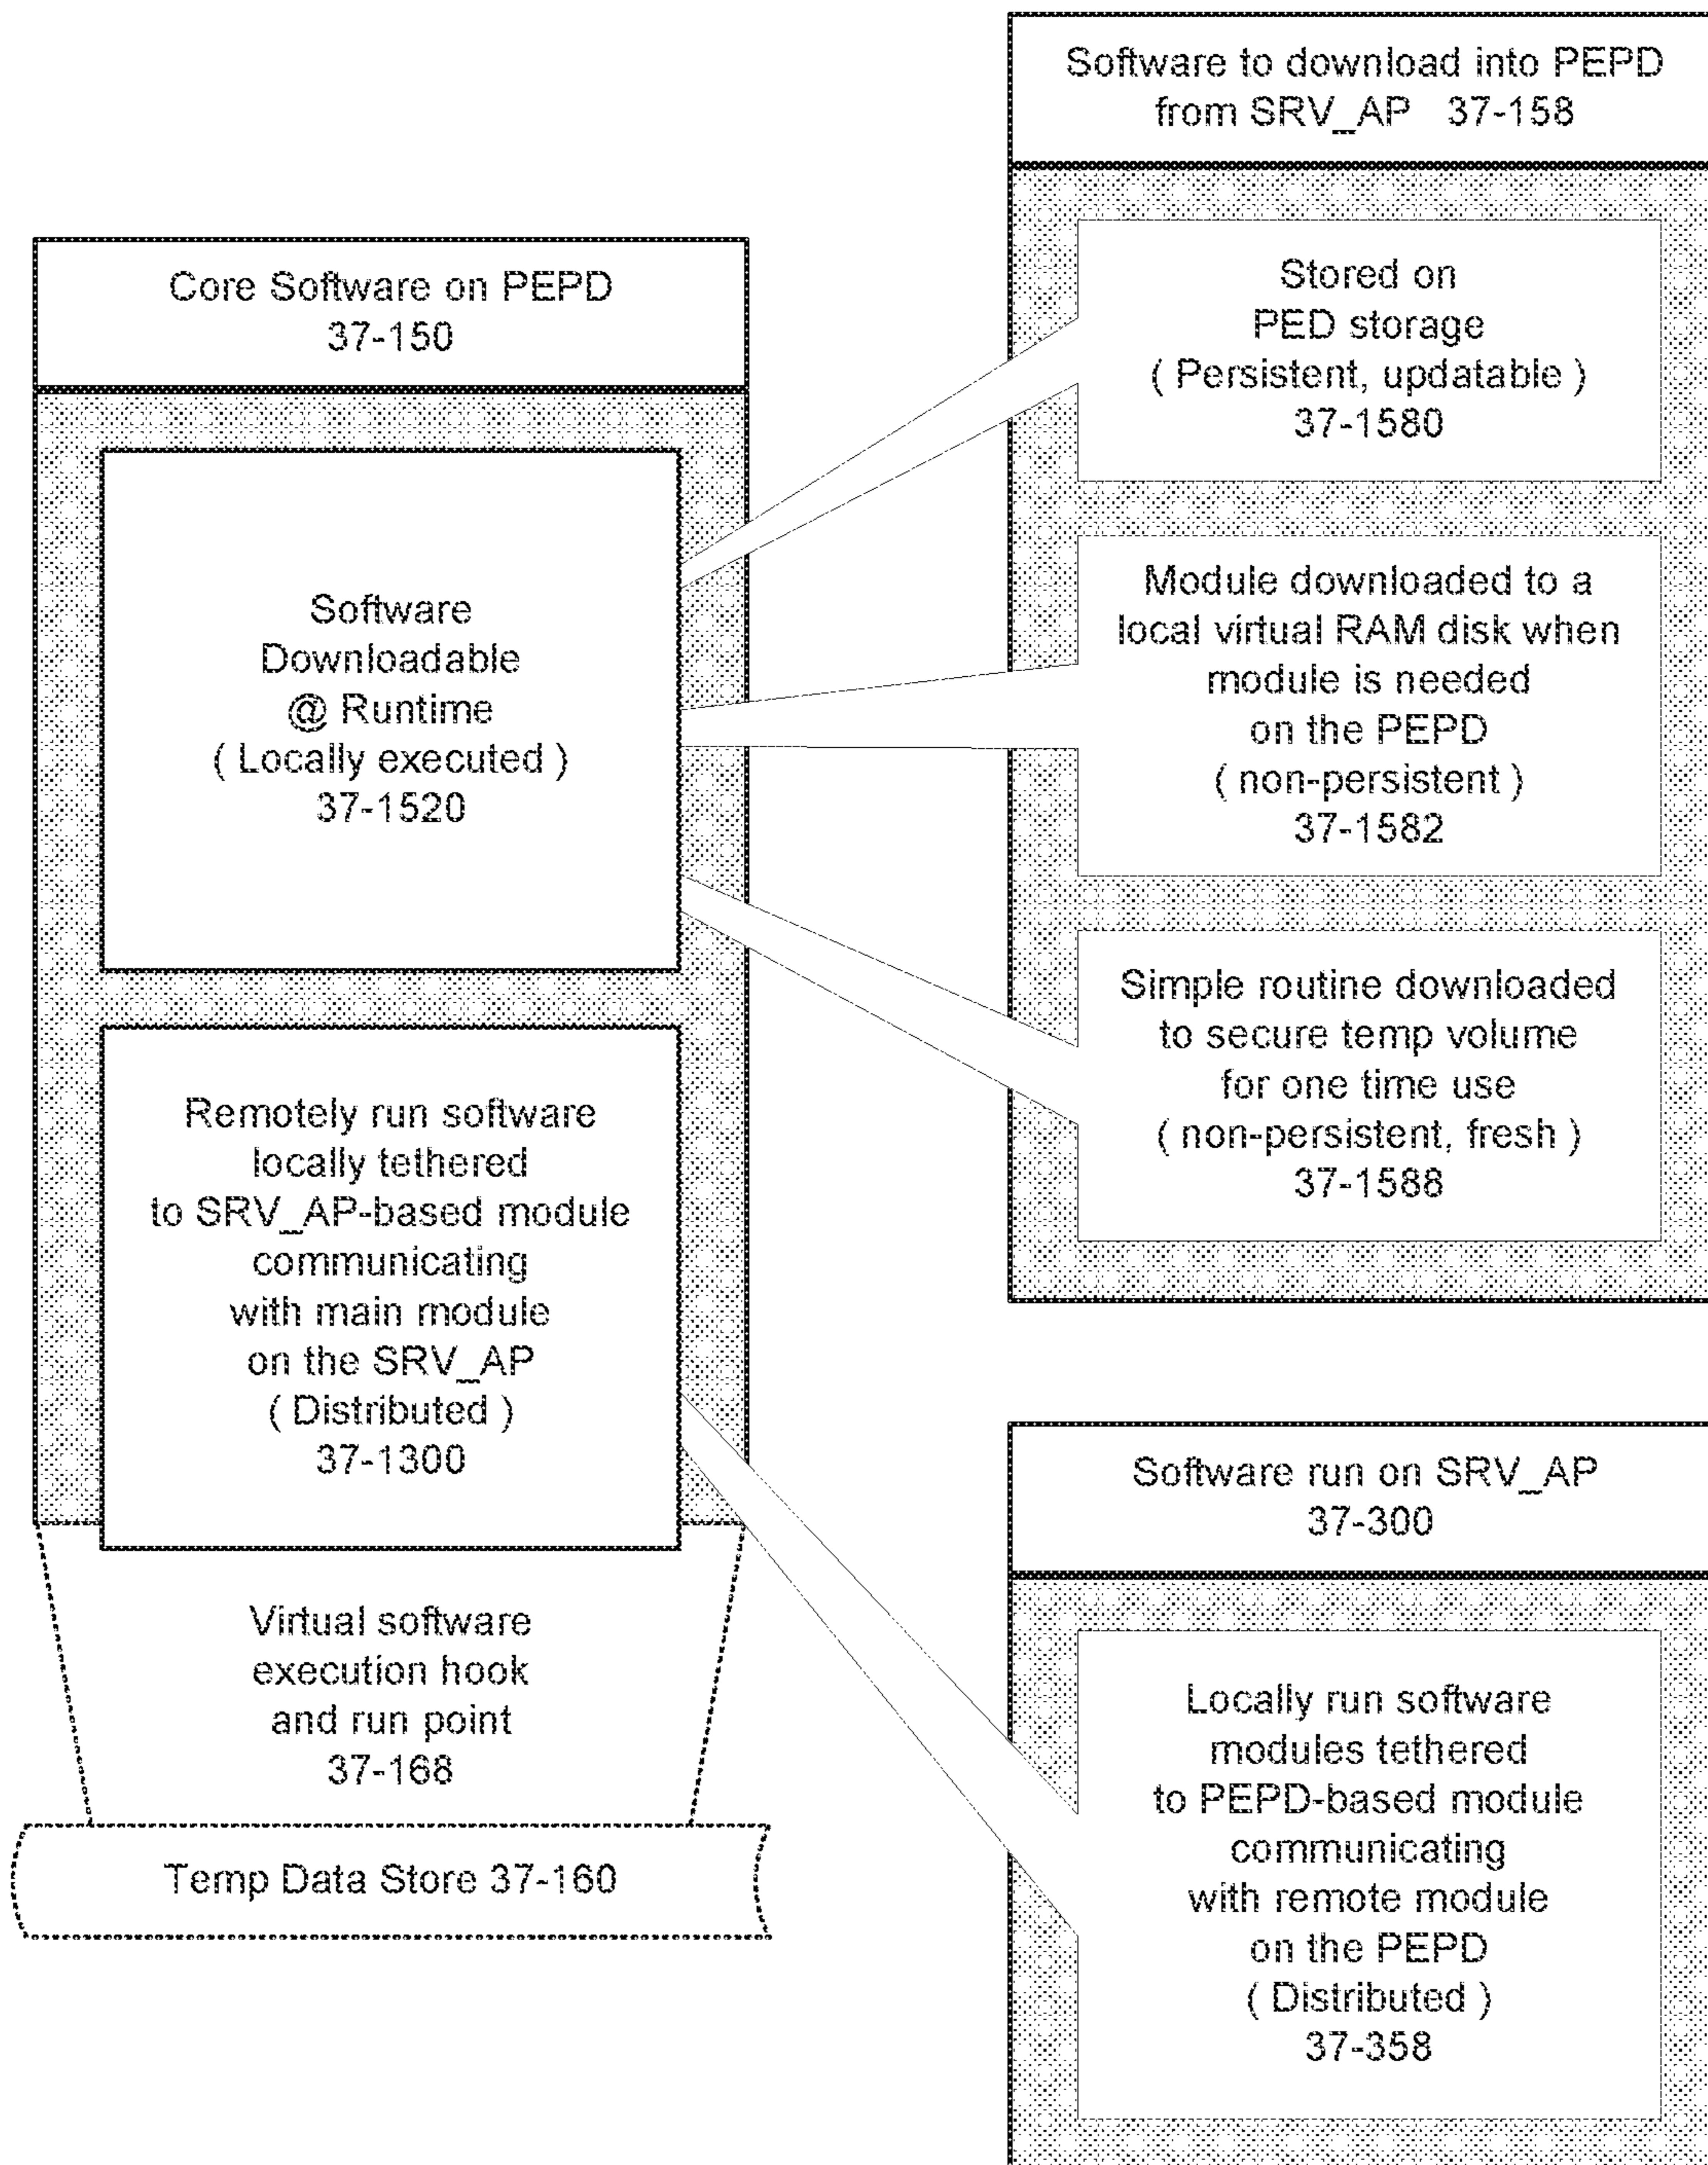 Core Software on PEPD
37-150
Software
Downloadable
@ Runtime
( Locally executed )
37-1520
Remotely run software
locally tethered
to SRV_AP-based module
communicating
with main module
on the SRV_AP
( Distributed )
37-1300
Virtual software
execution hook
and run point
37-168
Temp Data Store 37-160
Software to download into PEPD
from SRV_AP 37-158
Stored on
PED storage
( Persistent, updatable )
37-1580
Module downloaded to a
local virtual RAM disk when
module is needed
on the PEPD
( non-persistent )
37-1582
Simple routine downloaded
to secure temp volume
for one time use
( non-persistent, fresh )
37-1588
Software run on SRV_AP
37-300
Locally run software
modules tethered
to PEPD-based module
communicating
with remote module
on the PEPD
( Distributed )
37-358